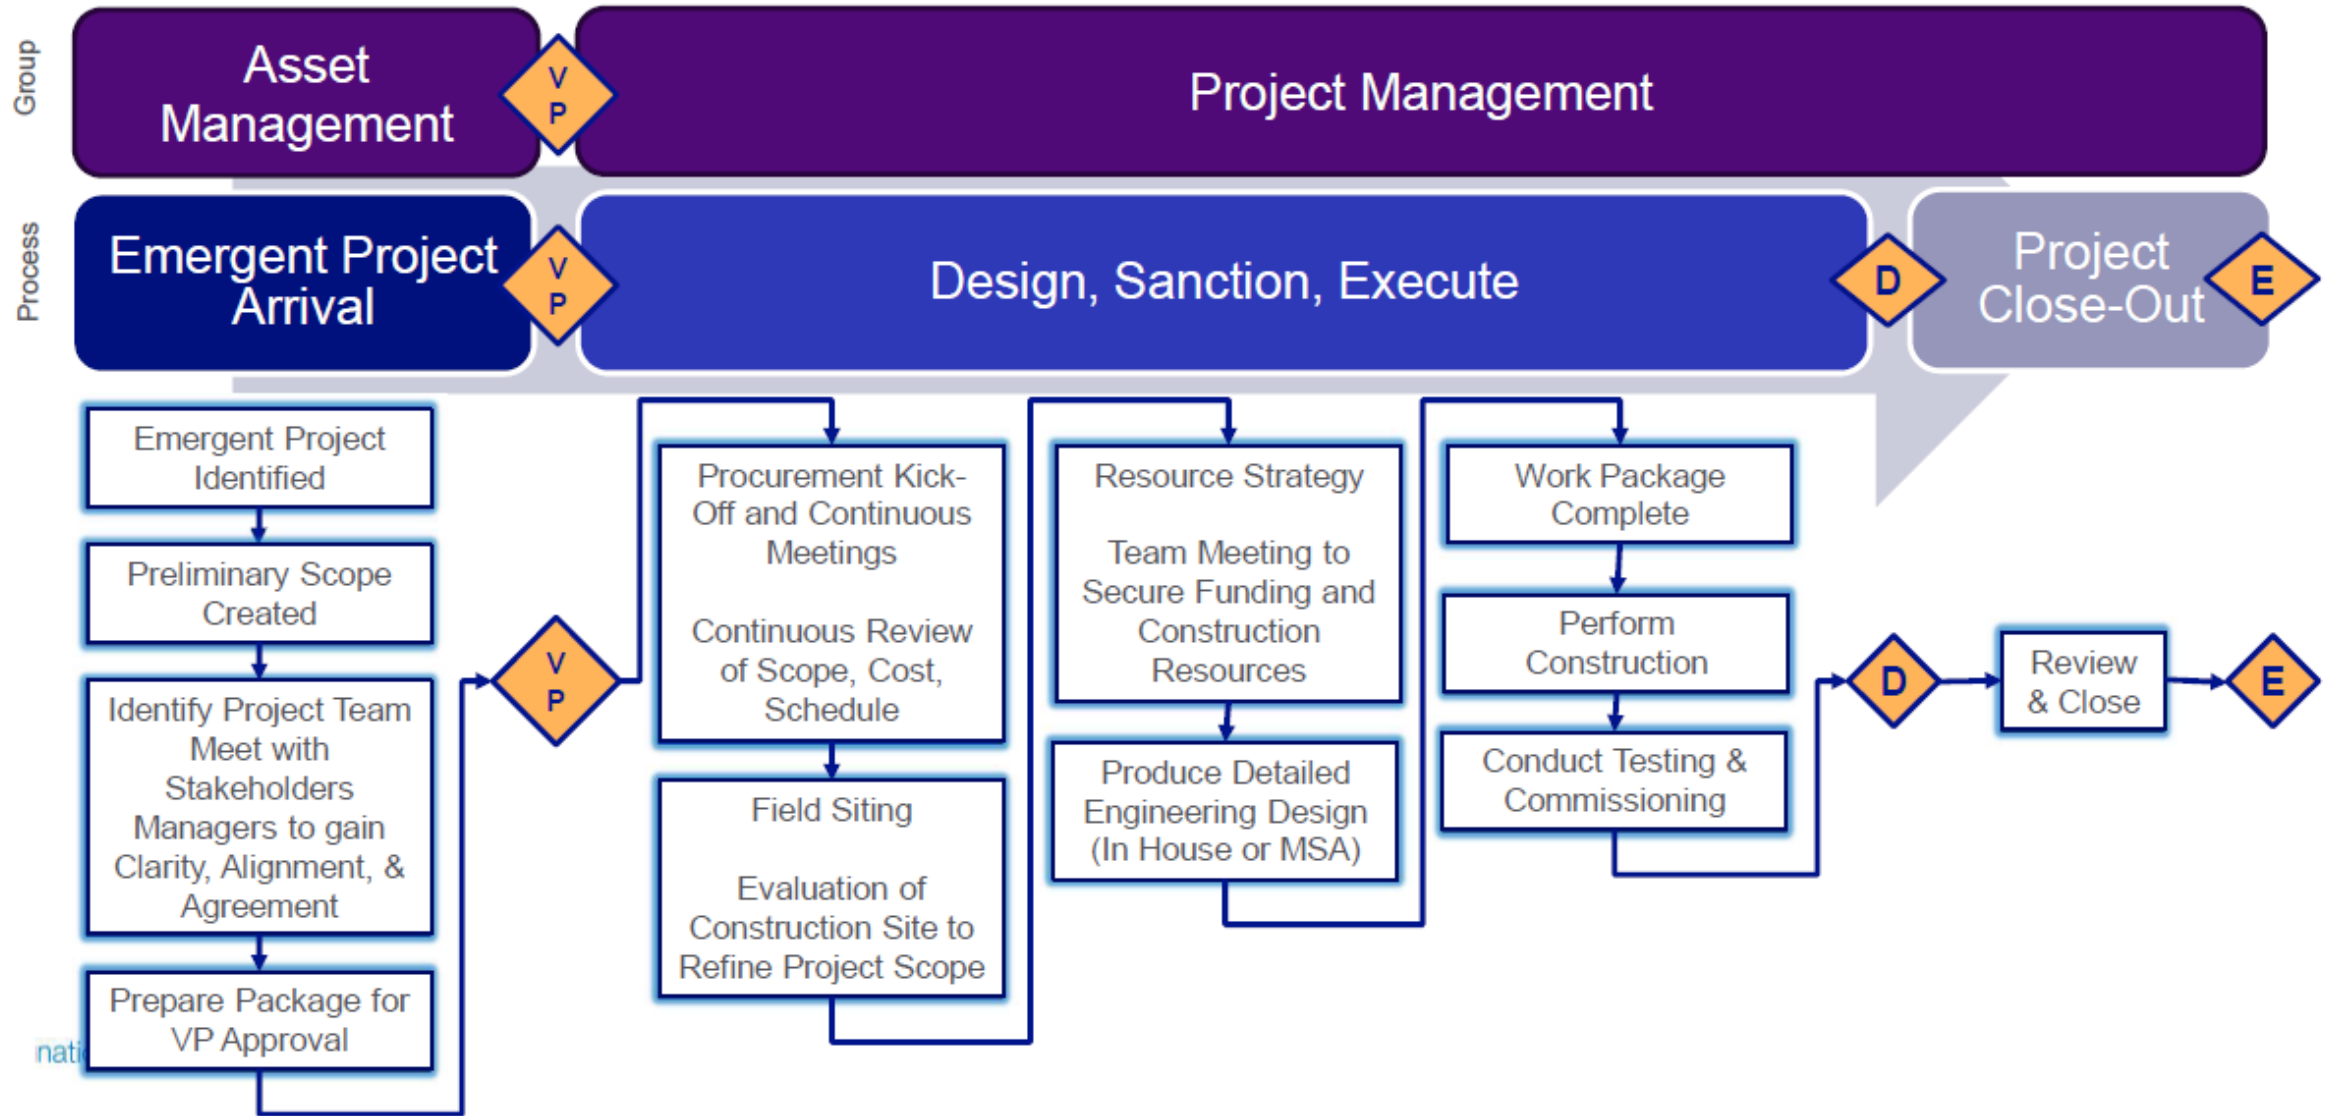 Group
Asset
Management
V
P
Project Management
Process
Emergent Project
Arrival
V
P
Design, Sanction, Execute
D
Project
Close-Out
E
Emergent Project
Identified
Preliminary Scope
Created
Identify Project Team
Meet with
Stakeholders
Managers to gain
Clarity, Alignment, &
Agreement
Prepare Package for
VP Approval
V
P
Procurement Kick-
Off and Continuous
Meetings
Continuous Review
of Scope, Cost,
Schedule
Field Siting
Evaluation of
Construction Site to
Refine Project Scope
Resource Strategy
Team Meeting to
Secure Funding and
Construction
Resources
Produce Detailed
Engineering Design
(In House or MSA)
Work Package
Complete
Perform
Construction
Conduct Testing &
Commissioning
D
Review
& Close
E